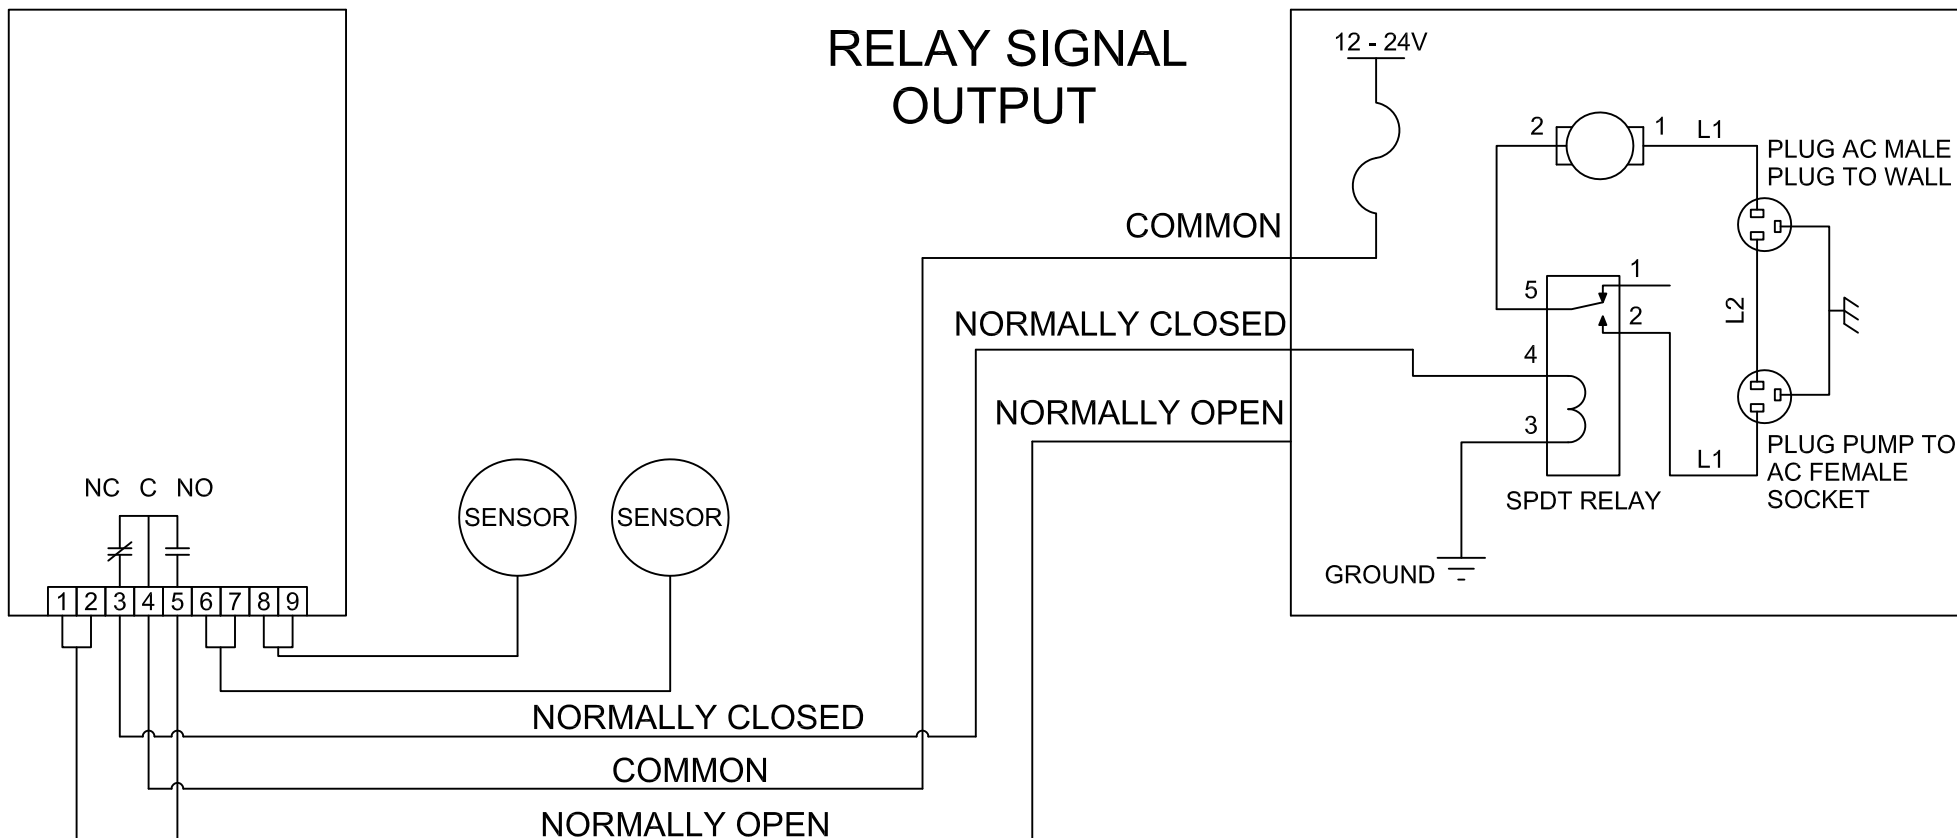 RELAY SIGNAL
OUTPUT
12 - 24V
2
1
L1
PLUG AC MALE
PLUG TO WALL
COMMON
5
1
2
L2
NORMALLY CLOSED
4
NORMALLY OPEN
3
L1
PLUG PUMP TO
AC FEMALE
SOCKET
SPDT RELAY
GROUND
NC C NO
SENSOR
SENSOR
1 2 3 4 5 6 7 8 9
NORMALLY CLOSED
COMMON
NORMALLY OPEN